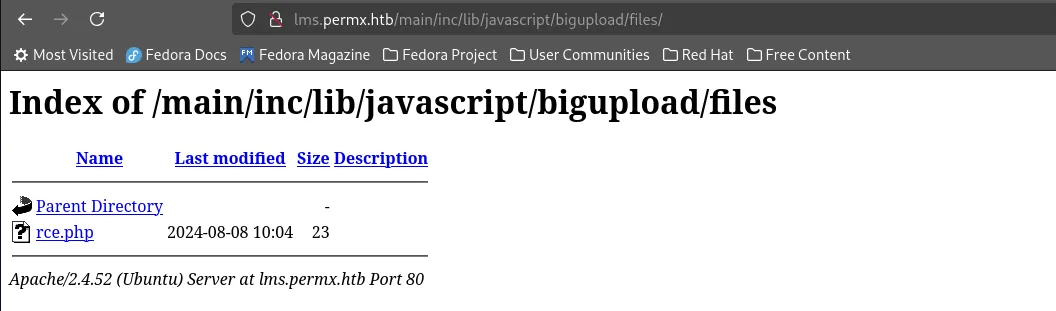 lms.permx.htb/main/inc/lib/javascript/bigupload/files/
Most Visited Fedora Docs Fedora Magazine Fedora Project User Communities Red Hat Free Content
Index of /main/inc/lib/javascript/bigupload/files
Name Last modified Size Description
Parent Directory -
rce.php 2024-08-08 10:04 23
Apache/2.4.52 (Ubuntu) Server at lms.permx.htb Port 80